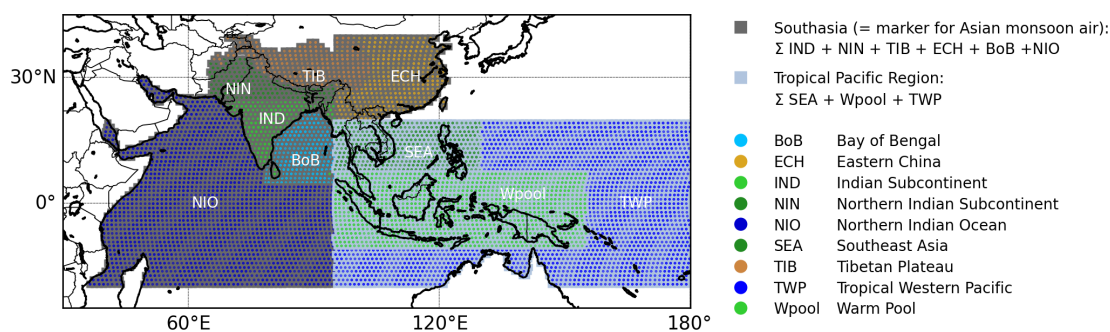 30°N
0°
60°E
120°E
180°
NIN
TIB
ECH
IND
BoB
SEA
NIO
Wpool
TWP
Southasia (= marker for Asian monsoon air):
Σ IND + NIN + TIB + ECH + BoB +NIO
Tropical Pacific Region:
Σ SEA + Wpool + TWP
BoB Bay of Bengal
ECH Eastern China
IND Indian Subcontinent
NIN Northern Indian Subcontinent
NIO Northern Indian Ocean
SEA Southeast Asia
TIB Tibetan Plateau
TWP Tropical Western Pacific
Wpool Warm Pool